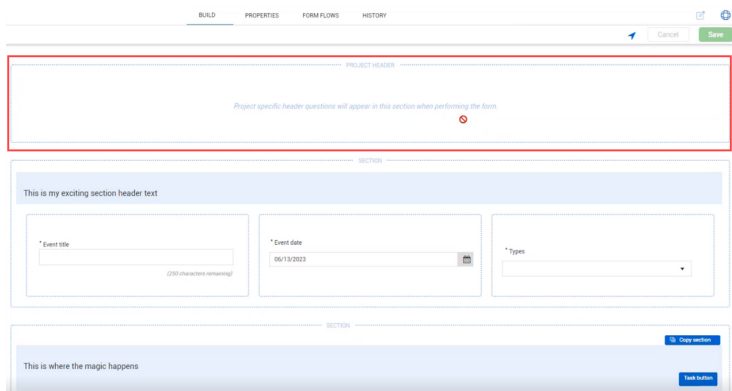 BUILD PROPERTIES FORM FLOWS HISTORY
Cancel Save
PROJECT HEADER
Project specific header questions will appear in this section when performing the form.
SECTION
This is my exciting section header text
* Event title
* Event date
* Types
06/13/2023
(250 characters remaining)
SECTION
Copy section
This is where the magic happens
Task button